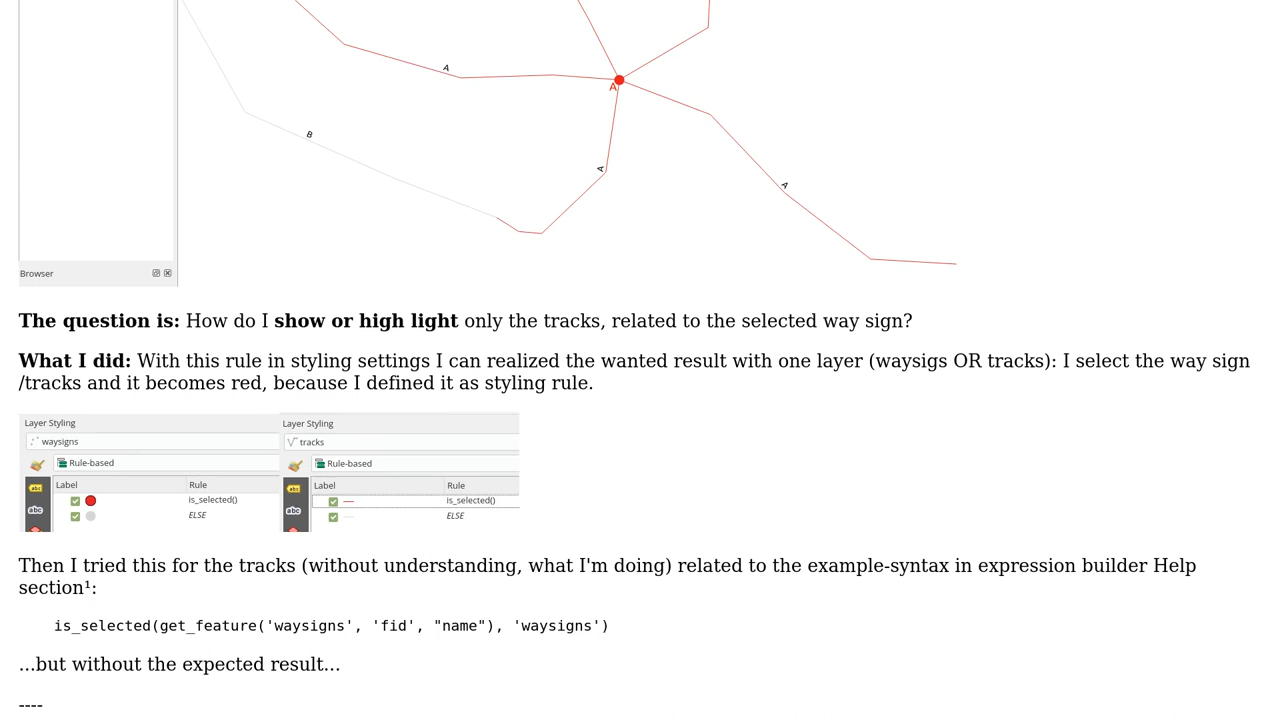 A
A
B
A
A
Browser
The question is: How do I show or high light only the tracks, related to the selected way sign?
What I did: With this rule in styling settings I can realized the wanted result with one layer (waysigs OR tracks): I select the way sign
/tracks and it becomes red, because I defined it as styling rule.
Layer Styling
waysigns
Rule-based
Label Rule
is_selected()
ELSE
abc
abc
Layer Styling
tracks
Rule-based
Label Rule
is_selected()
ELSE
abc
abc
Then I tried this for the tracks (without understanding, what I'm doing) related to the example-syntax in expression builder Help
section¹:
is_selected(get_feature('waysigns', 'fid', "name"), 'waysigns')
...but without the expected result...
----